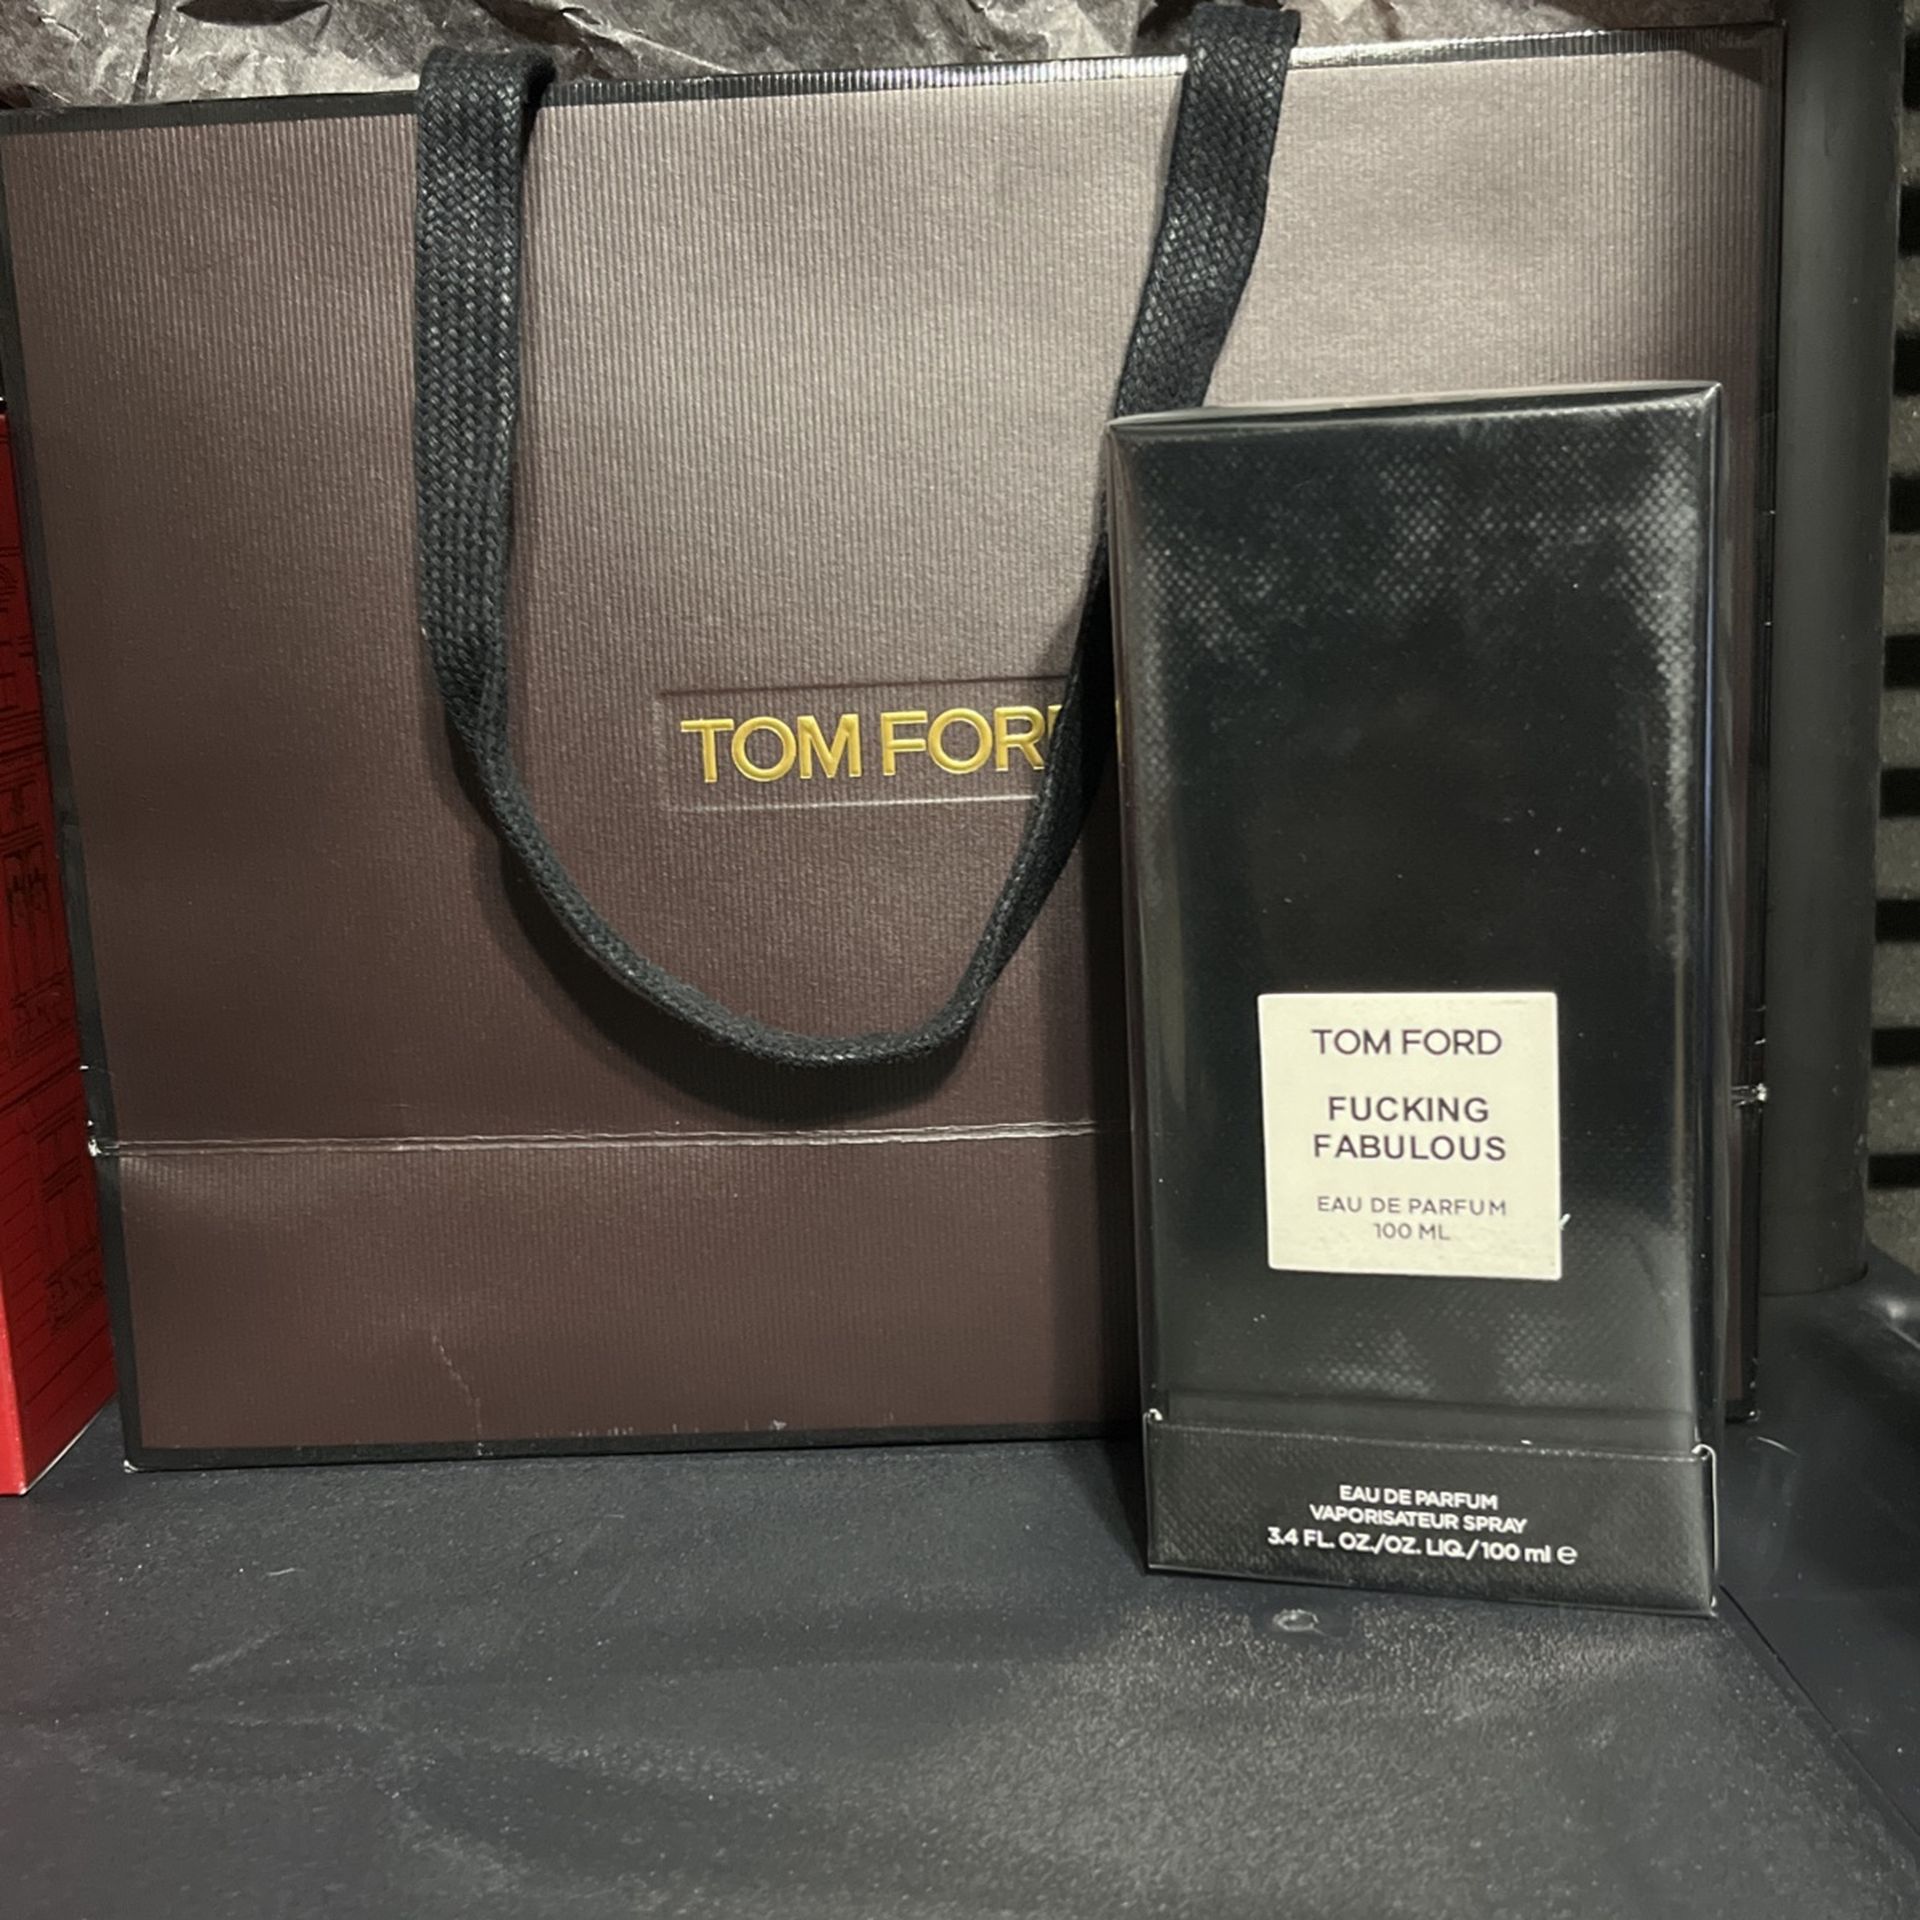 TOM FORD
TOM FORD
FUCKING
FABULOUS
EAU DE PARFUM
100 ML
EAU DE PARFUM
VAPORISATEUR SPRAY
3.4 FL. OZ./OZ. LIQ./100 ml ℮